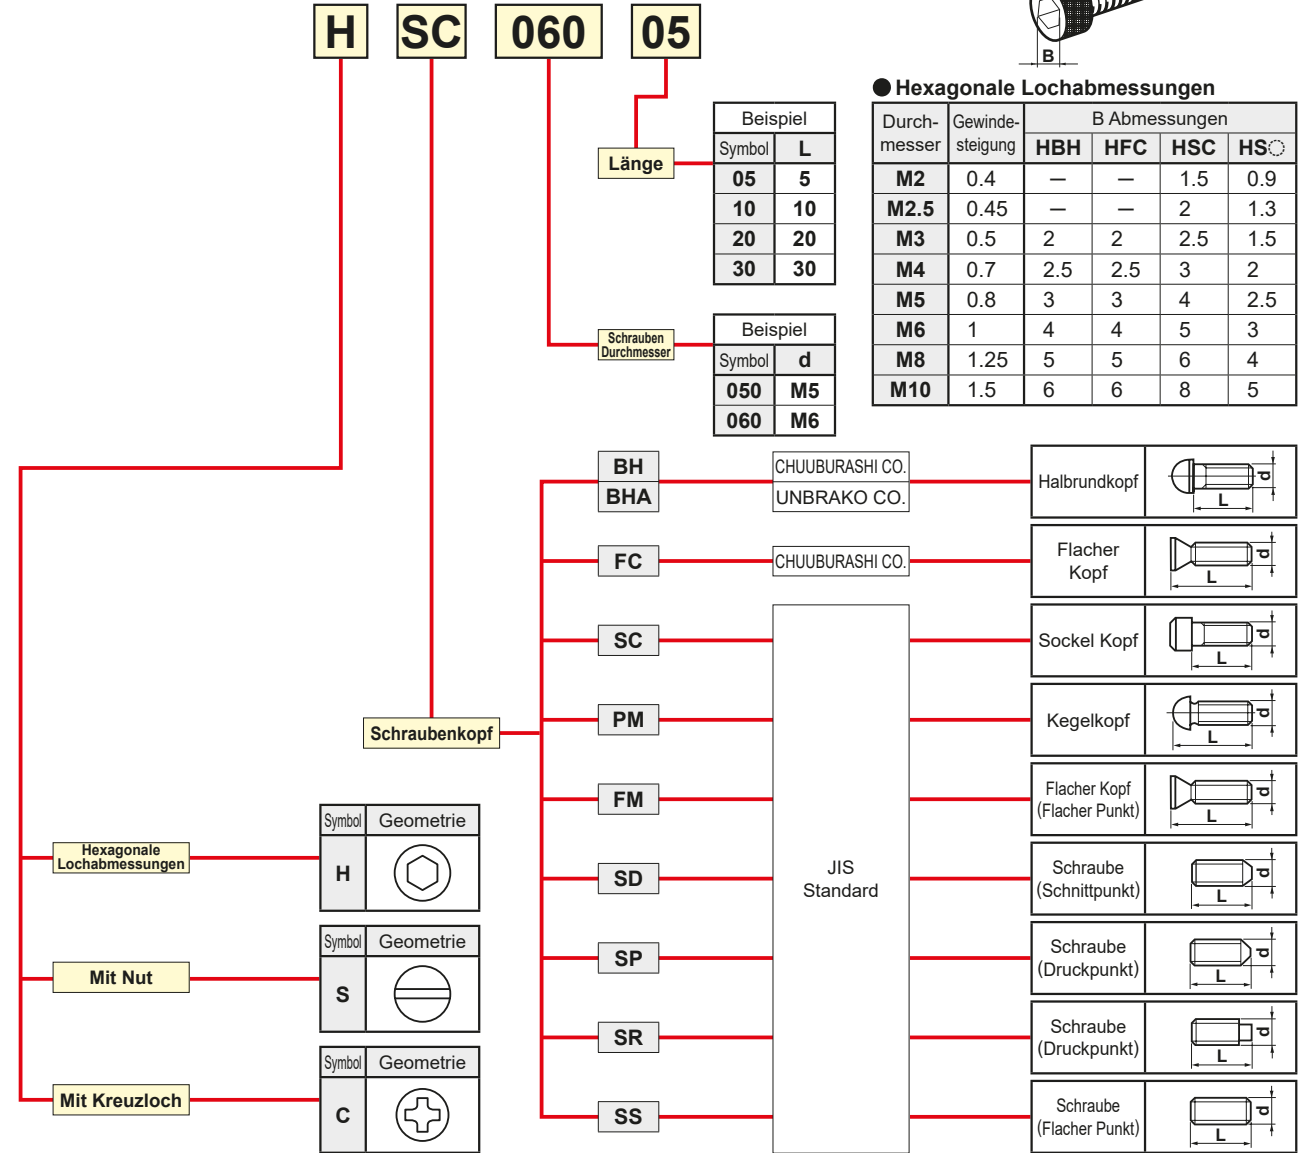 H SC 060 05
B
● Hexagonale Lochabmessungen
Durch- Gewinde- B Abmessungen
messer steigung HBH HFC HSC HS◌
M2 0.4 — — 1.5 0.9
M2.5 0.45 — — 2 1.3
M3 0.5 2 2 2.5 1.5
M4 0.7 2.5 2.5 3 2
M5 0.8 3 3 4 2.5
M6 1 4 4 5 3
M8 1.25 5 5 6 4
M10 1.5 6 6 8 5
Länge
Beispiel
Symbol L
05 5
10 10
20 20
30 30
Schrauben
Durchmesser
Beispiel
Symbol d
050 M5
060 M6
Schraubenkopf
BH CHUUBURASHI CO.
BHA UNBRAKO CO.
Halbrundkopf
d
L
FC CHUUBURASHI CO.
Flacher
Kopf
d
L
JIS
Standard
SC Sockel Kopf
d
L
PM Kegelkopf
d
L
FM
Flacher Kopf
(Flacher Punkt)
d
L
SD
Schraube
(Schnittpunkt)
d
L
SP
Schraube
(Druckpunkt)
d
L
SR
Schraube
(Druckpunkt)
d
L
SS
Schraube
(Flacher Punkt)
d
L
Hexagonale
Lochabmessungen
Symbol Geometrie
H
Mit Nut
Symbol Geometrie
S
Mit Kreuzloch
Symbol Geometrie
C